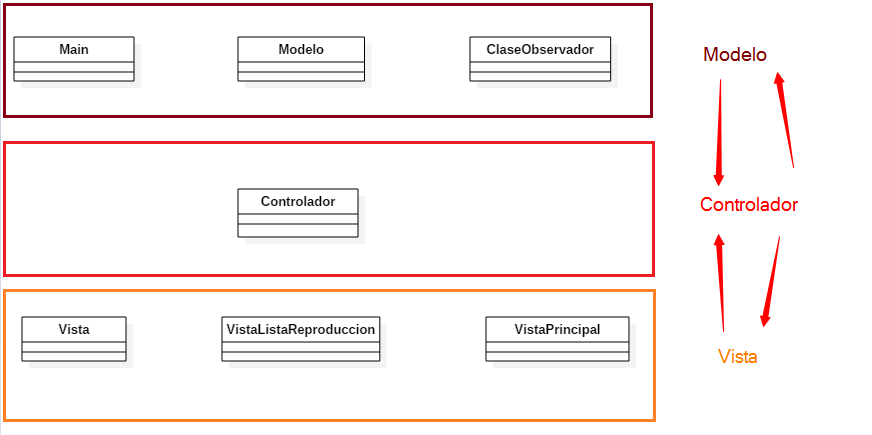 Main
Modelo
ClaseObservador
Controlador
Vista
VistaListaReproduccion
VistaPrincipal
Modelo
Controlador
Vista